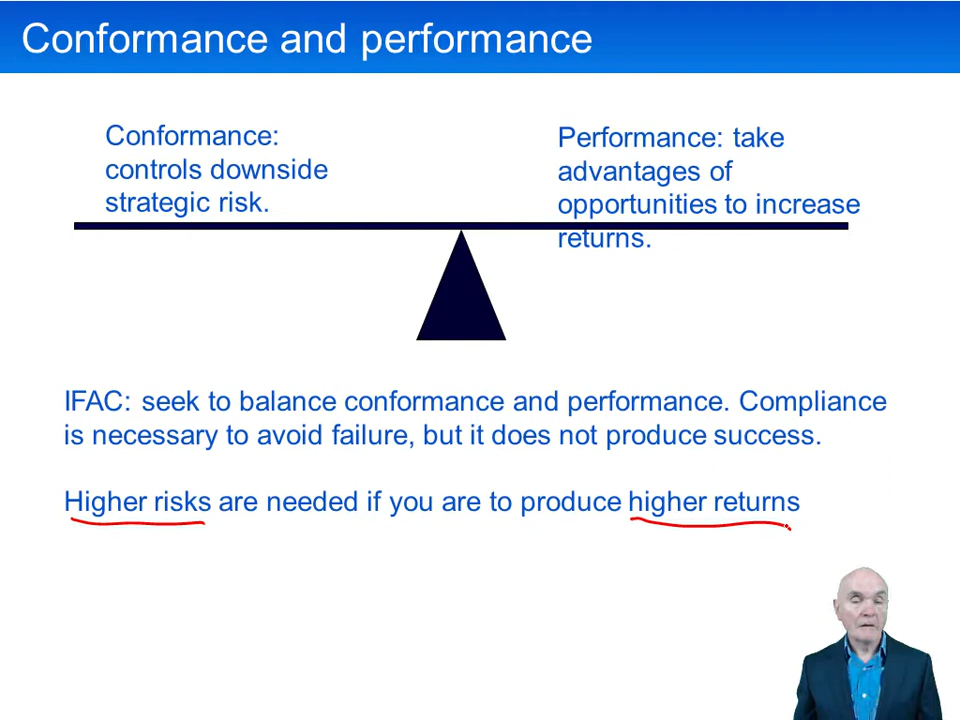 Conformance and performance
Conformance:
controls downside
strategic risk.
Performance: take
advantages of
opportunities to increase
returns.
IFAC: seek to balance conformance and performance. Compliance
is necessary to avoid failure, but it does not produce success.
Higher risks are needed if you are to produce higher returns